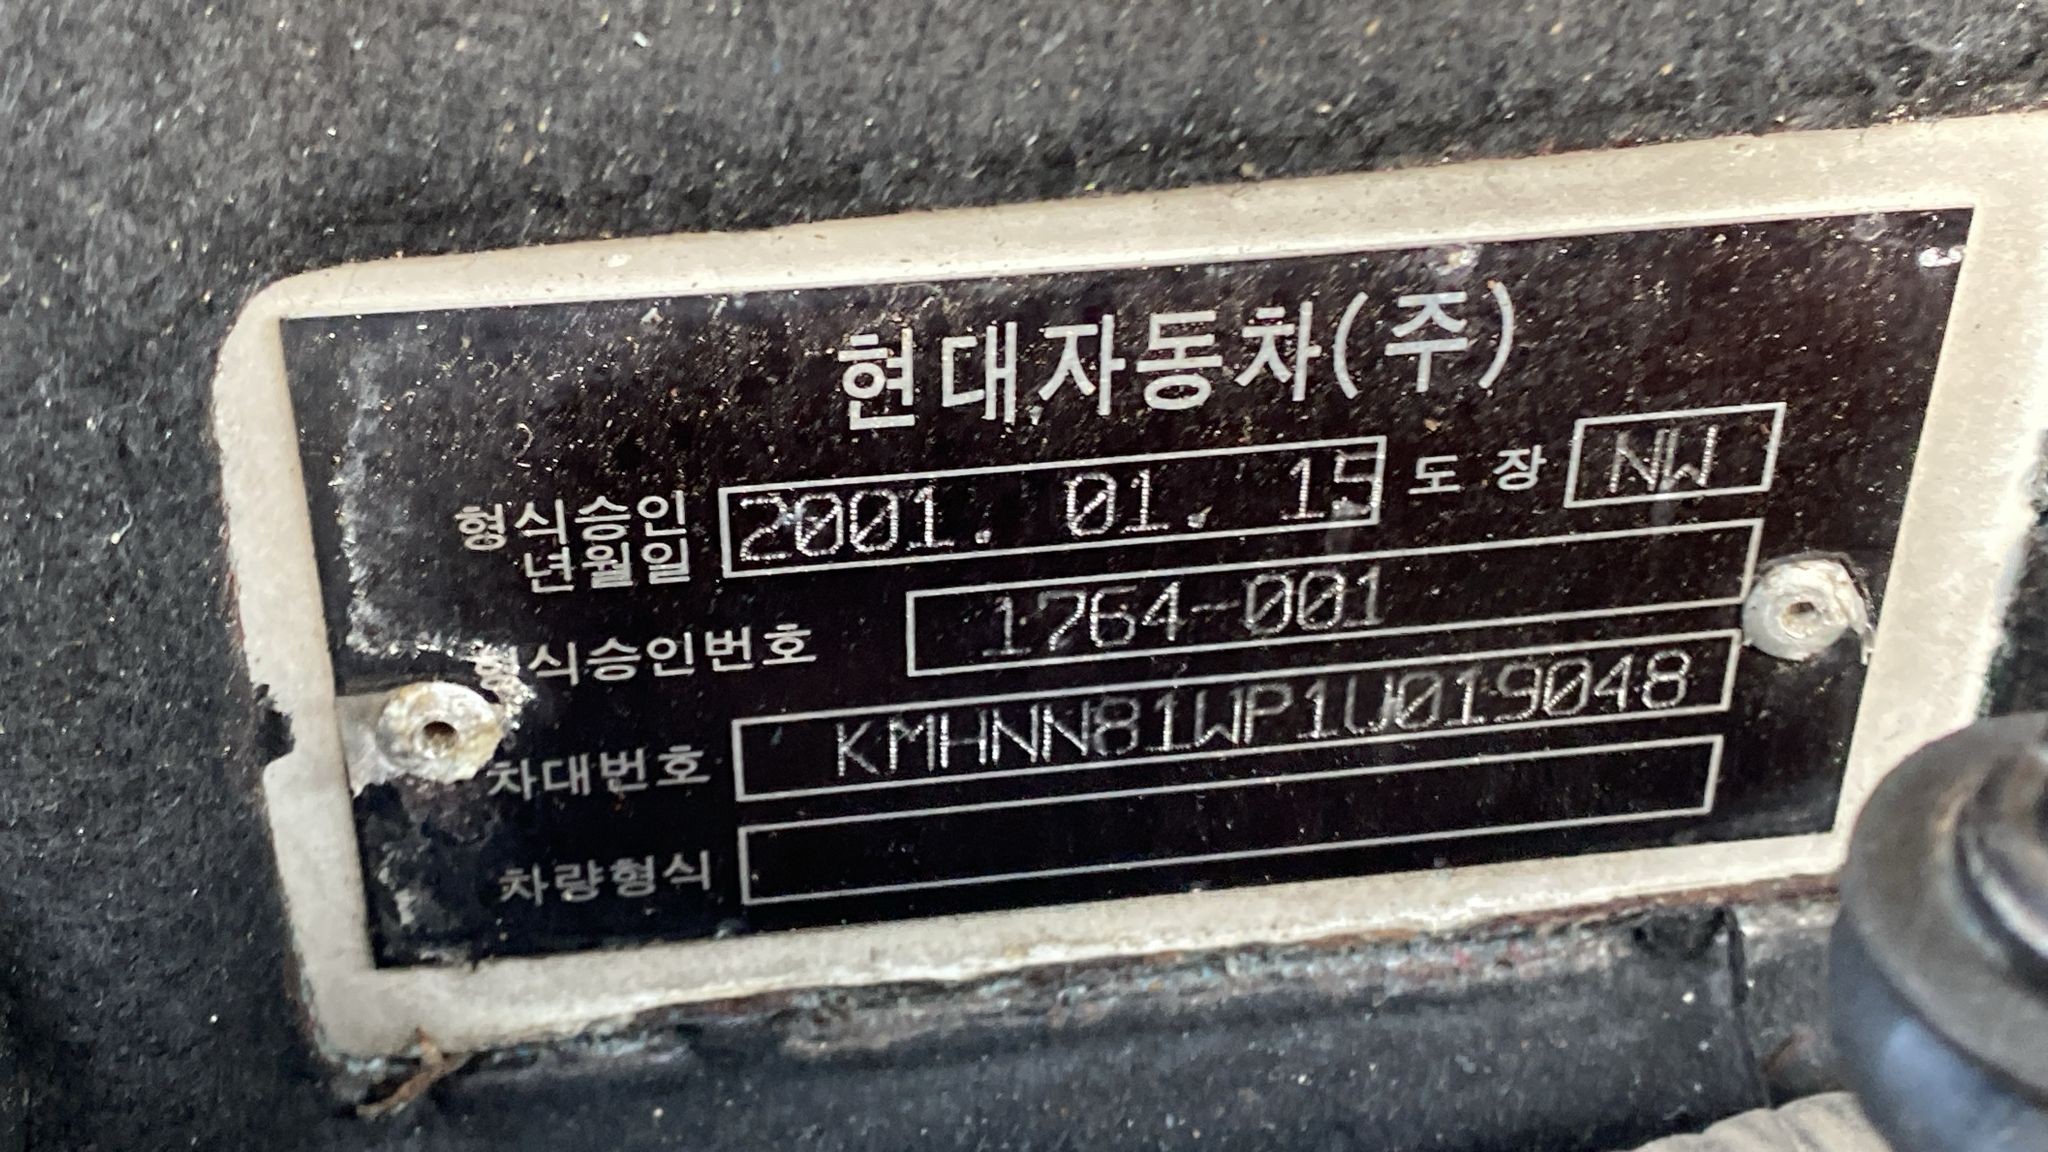 현대자동차(주)
형식승인 년월일 2001. 01. 15 도장 NW
형식승인번호 1764-001
차대번호 KMHNN81WP1U019048
차량형식